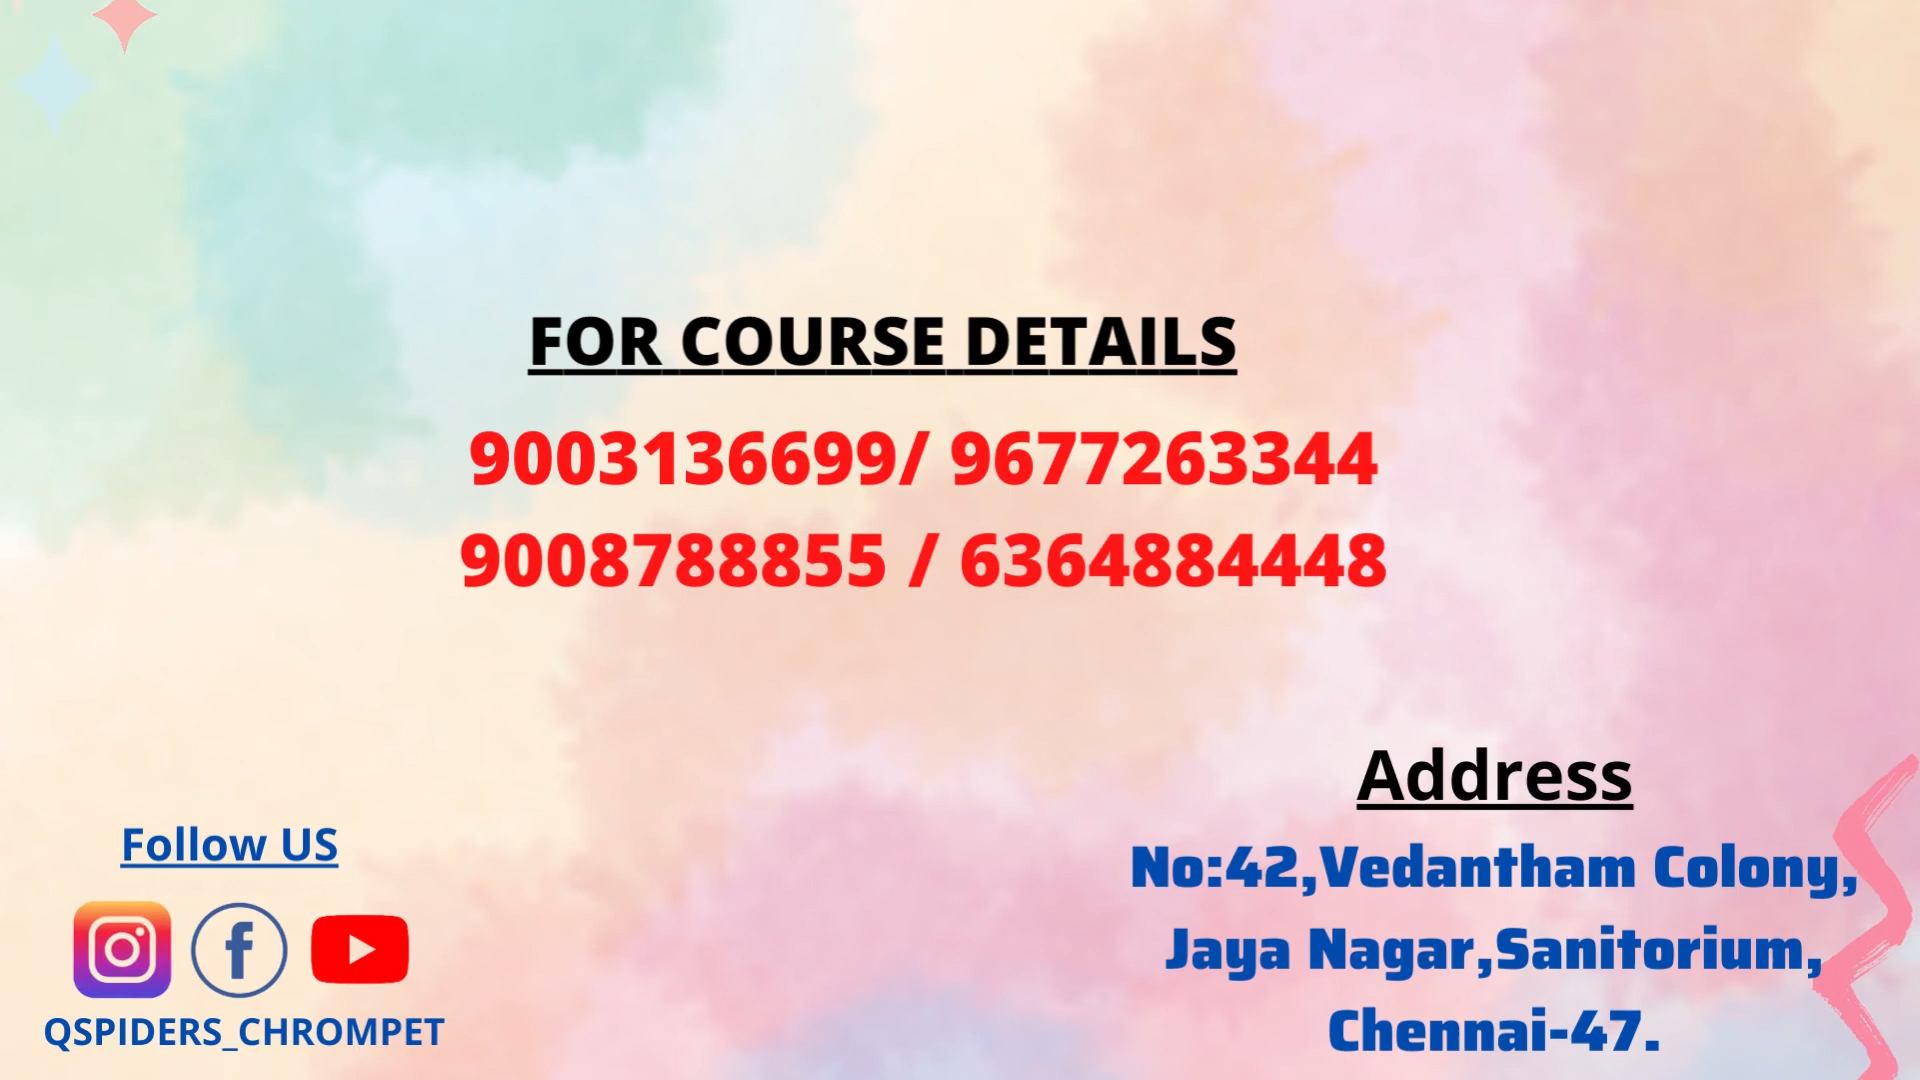 FOR COURSE DETAILS
9003136699/ 9677263344
9008788855 / 6364884448
Address
No:42,Vedantham Colony,
Jaya Nagar,Sanitorium,
Chennai-47.
Follow US
QSPIDERS_CHROMPET